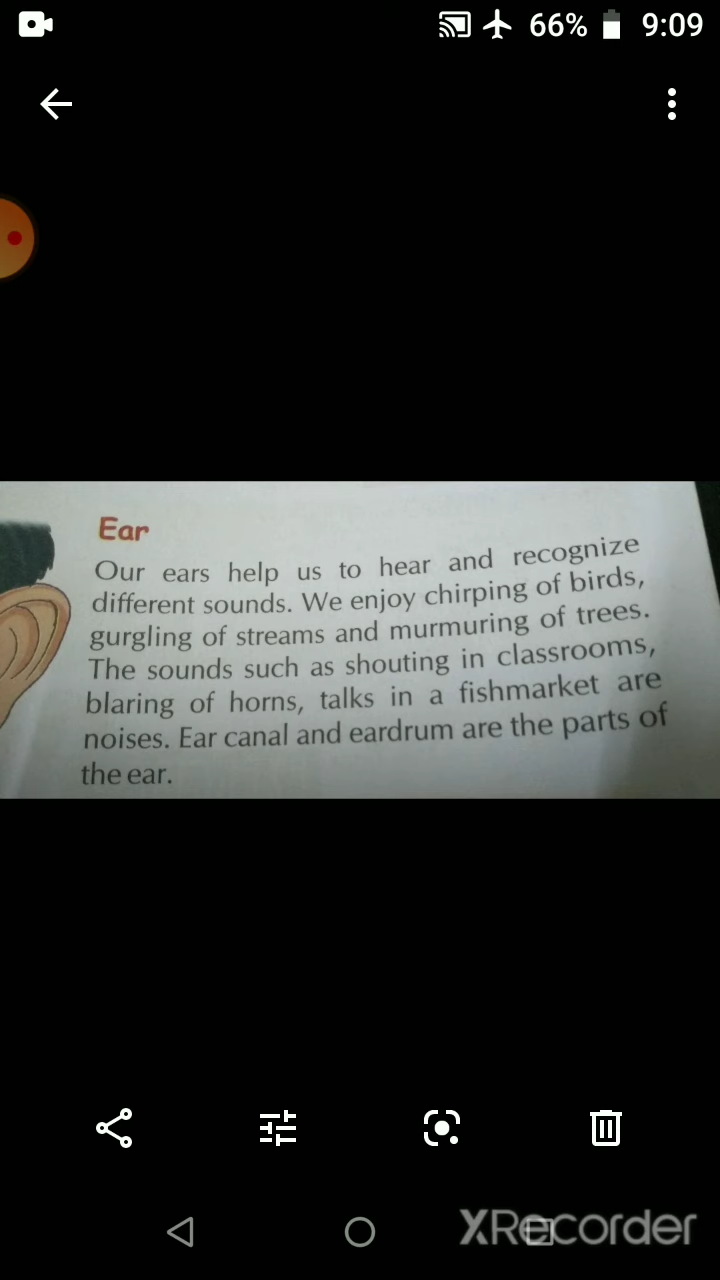 66% 9:09
Ear
Our ears help us to hear and recognize
different sounds. We enjoy chirping of birds,
gurgling of streams and murmuring of trees.
The sounds such as shouting in classrooms,
blaring of horns, talks in a fishmarket are
noises. Ear canal and eardrum are the parts of
the ear.
XRecorder